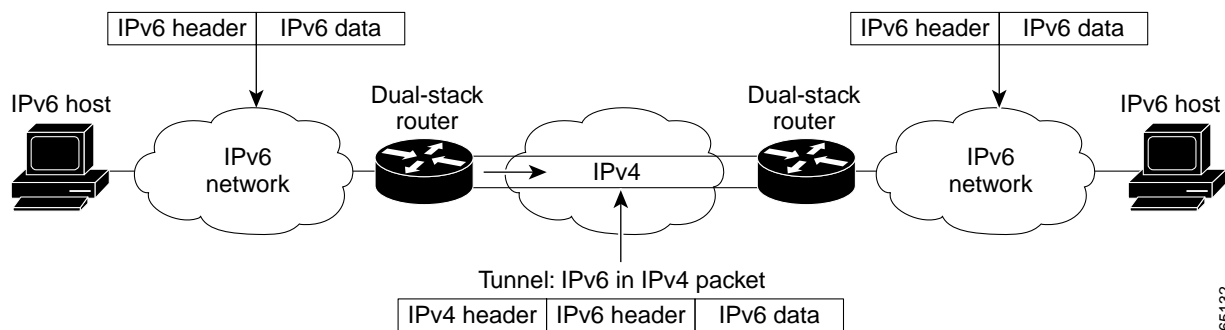 IPv6 header IPv6 data
IPv6 header IPv6 data
IPv6 host
Dual-stack
router
Dual-stack
router
IPv6 host
IPv6
network
IPv4
IPv6
network
Tunnel: IPv6 in IPv4 packet
IPv4 header IPv6 header IPv6 data